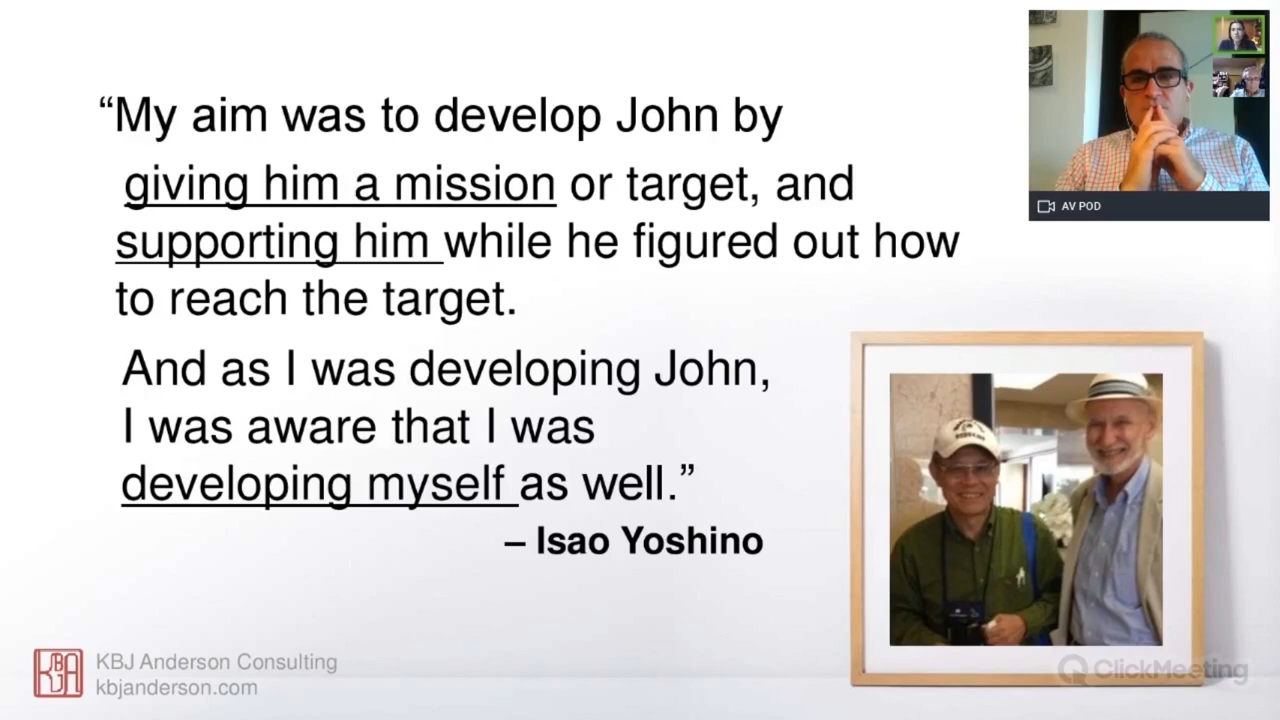 “My aim was to develop John by
giving him a mission or target, and
supporting him while he figured out how
to reach the target.
And as I was developing John,
I was aware that I was
developing myself as well.”
– Isao Yoshino
AV POD
KBJ Anderson Consulting
kbjanderson.com
ClickMeeting